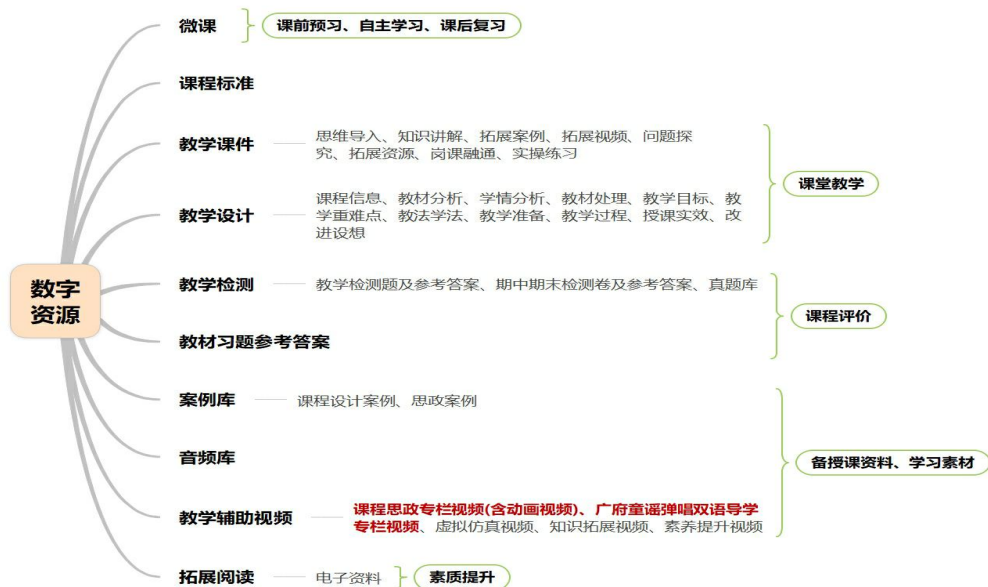 微课
课前预习、自主学习、课后复习
课程标准
教学课件
思维导入、知识讲解、拓展案例、拓展视频、问题探
究、拓展资源、岗课融通、实操练习
教学设计
课程信息、教材分析、学情分析、教材处理、教学目标、教
学重难点、教法学法、教学准备、教学过程、授课实效、改
进设想
课堂教学
数字
资源
教学检测
教学检测题及参考答案、期中期末检测卷及参考答案、真题库
教材习题参考答案
课程评价
案例库
课程设计案例、思政案例
音频库
教学辅助视频
课程思政专栏视频(含动画视频)、广府童谣弹唱双语导学
专栏视频、虚拟仿真视频、知识拓展视频、素养提升视频
备授课资料、学习素材
拓展阅读
电子资料
素质提升